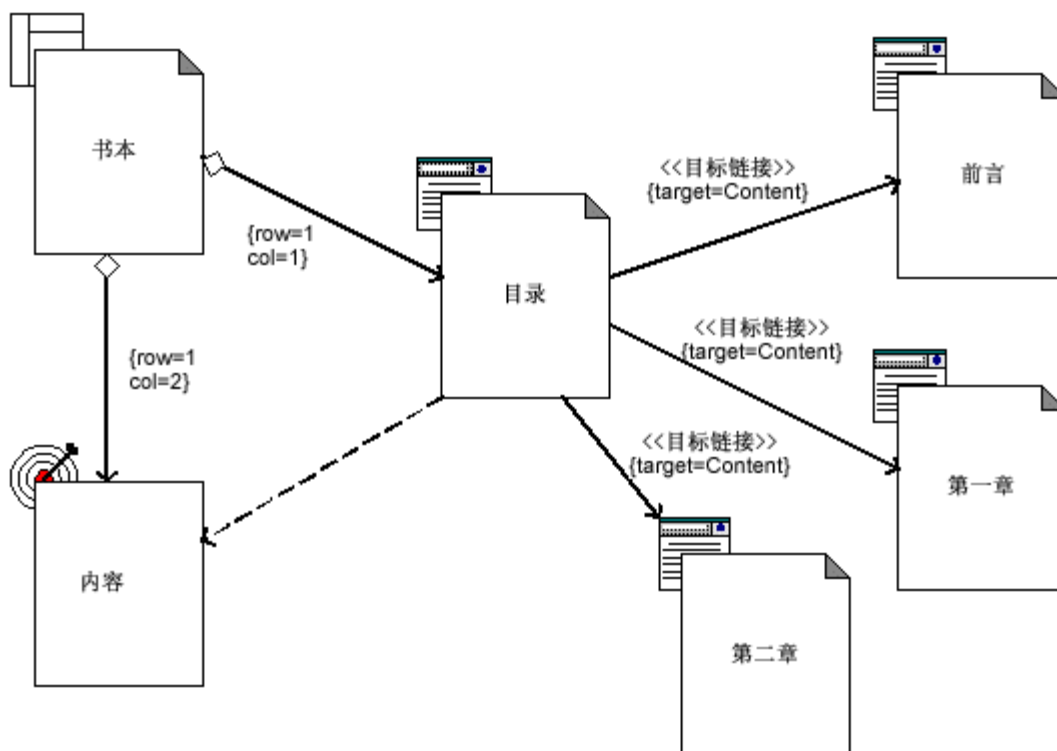 书本
{row=1
col=1}
{row=1
col=2}
内容
目录
<<目标链接>>
{target=Content}
前言
<<目标链接>>
{target=Content}
第一章
<<目标链接>>
{target=Content}
第二章